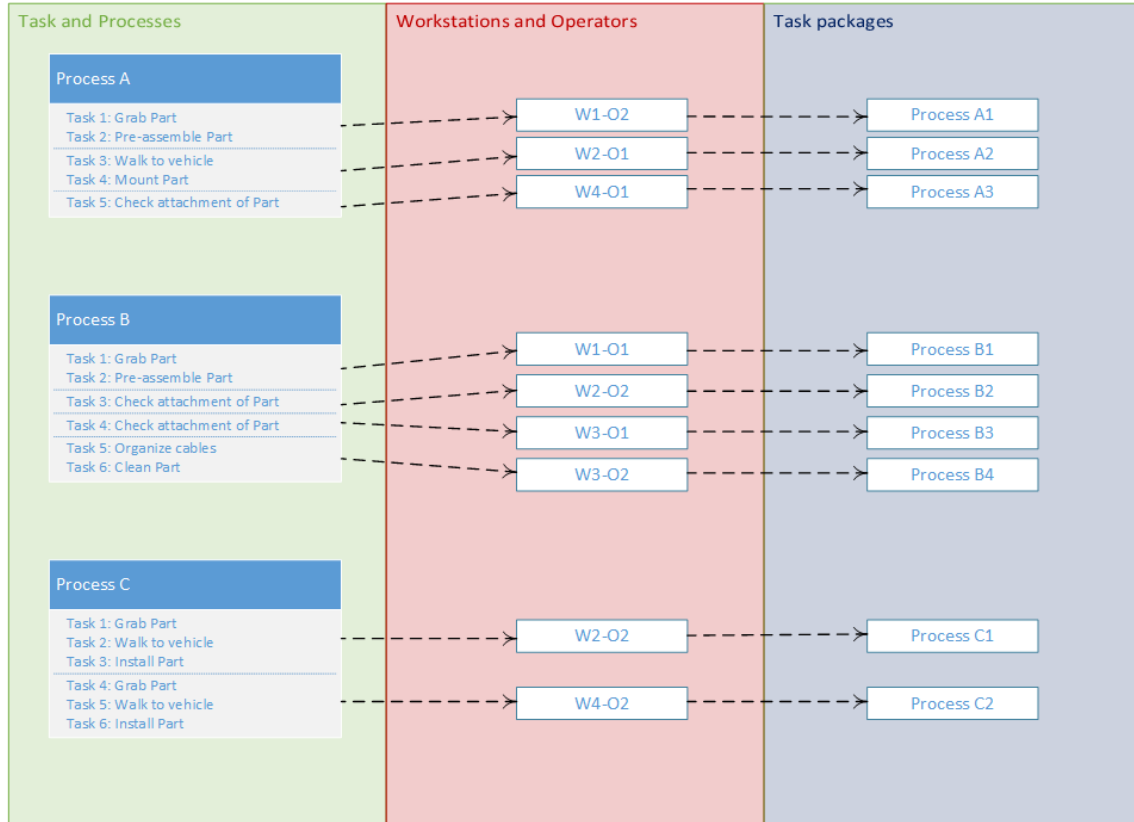 Task and Processes
Workstations and Operators
Task packages
Process A
Task 1: Grab Part
Task 2: Pre-assemble Part
Task 3: Walk to vehicle
Task 4: Mount Part
Task 5: Check attachment of Part
W1-O2
W2-O1
W4-O1
Process A1
Process A2
Process A3
Process B
Task 1: Grab Part
Task 2: Pre-assemble Part
Task 3: Check attachment of Part
Task 4: Check attachment of Part
Task 5: Organize cables
Task 6: Clean Part
W1-O1
W2-O2
W3-O1
W3-O2
Process B1
Process B2
Process B3
Process B4
Process C
Task 1: Grab Part
Task 2: Walk to vehicle
Task 3: Install Part
Task 4: Grab Part
Task 5: Walk to vehicle
Task 6: Install Part
W2-O2
W4-O2
Process C1
Process C2